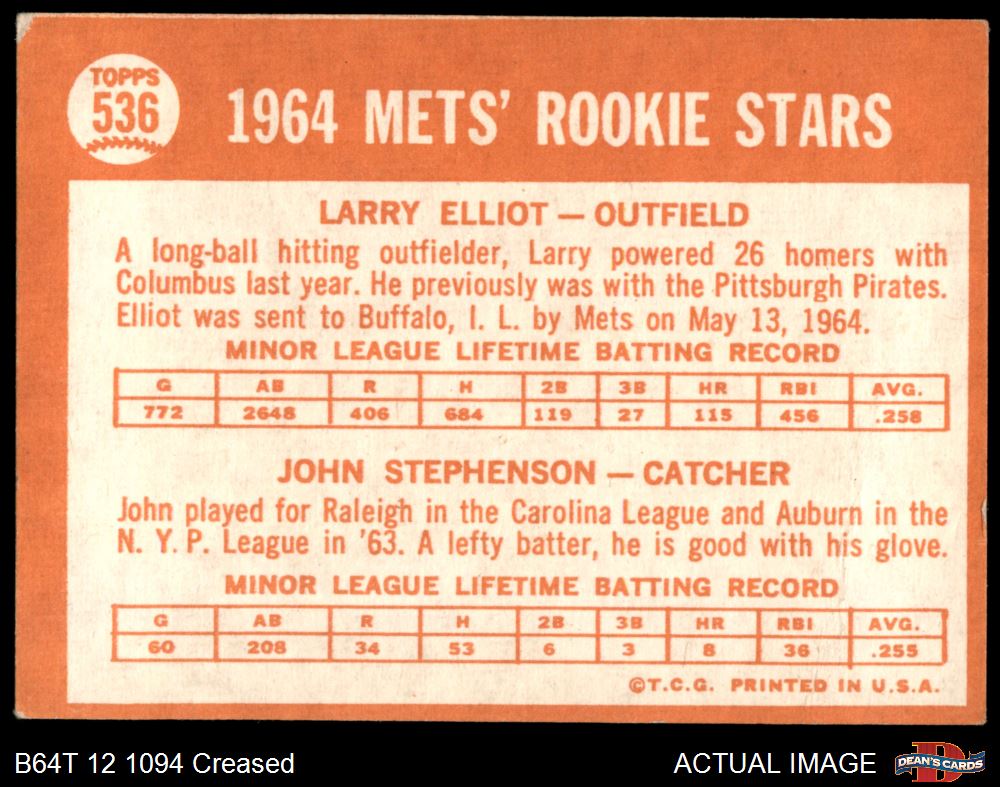 TOPPS
536
1964 METS' ROOKIE STARS
LARRY ELLIOT — OUTFIELD
A long-ball hitting outfielder, Larry powered 26 homers with
Columbus last year. He previously was with the Pittsburgh Pirates.
Elliot was sent to Buffalo, I. L. by Mets on May 13, 1964.
MINOR LEAGUE LIFETIME BATTING RECORD
G AB R H 2B 3B HR RBI AVG.
772 2648 406 684 119 27 115 456 .258
JOHN STEPHENSON — CATCHER
John played for Raleigh in the Carolina League and Auburn in the
N. Y. P. League in '63. A lefty batter, he is good with his glove.
MINOR LEAGUE LIFETIME BATTING RECORD
G AB R H 2B 3B HR RBI AVG.
60 208 34 53 6 3 8 36 .255
©T.C.G. PRINTED IN U.S.A.
B64T 12 1094 Creased
ACTUAL IMAGE
D
DEAN'S CARDS